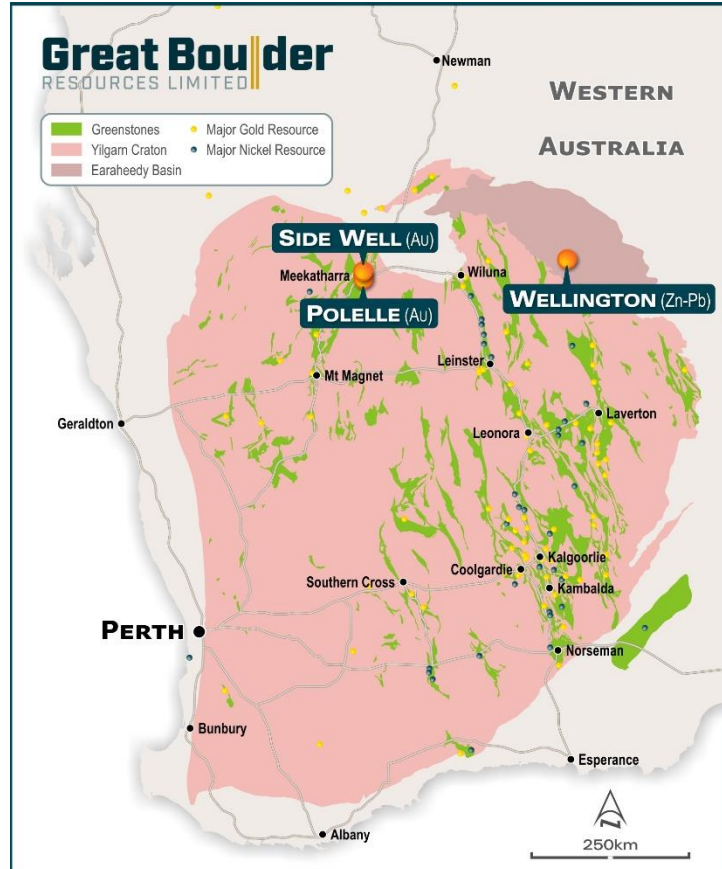 Great Boulder
RESOURCES LIMITED
Newman
WESTERN
AUSTRALIA
Greenstones
Major Gold Resource
Yilgarn Craton
Major Nickel Resource
Earaheedy Basin
SIDE WELL (Au)
Meekatharra
Wiluna
POLELLE (Au)
WELLINGTON (Zn-Pb)
Leinster
Mt Magnet
Geraldton
Laverton
Leonora
Kalgoorlie
Coolgardie
Southern Cross
Kambalda
PERTH
Norseman
Bunbury
Esperance
Albany
N
250km